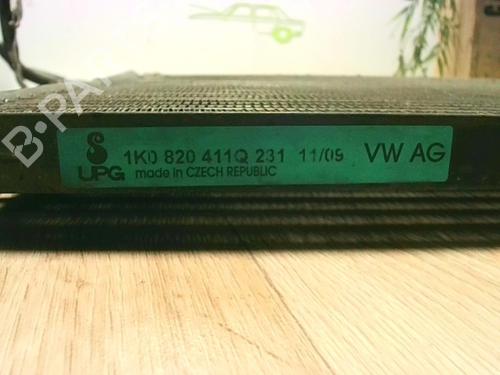 B-PA
1K0 820 411Q 231 11/09 VW AG
UPG made in CZECH REPUBLIC